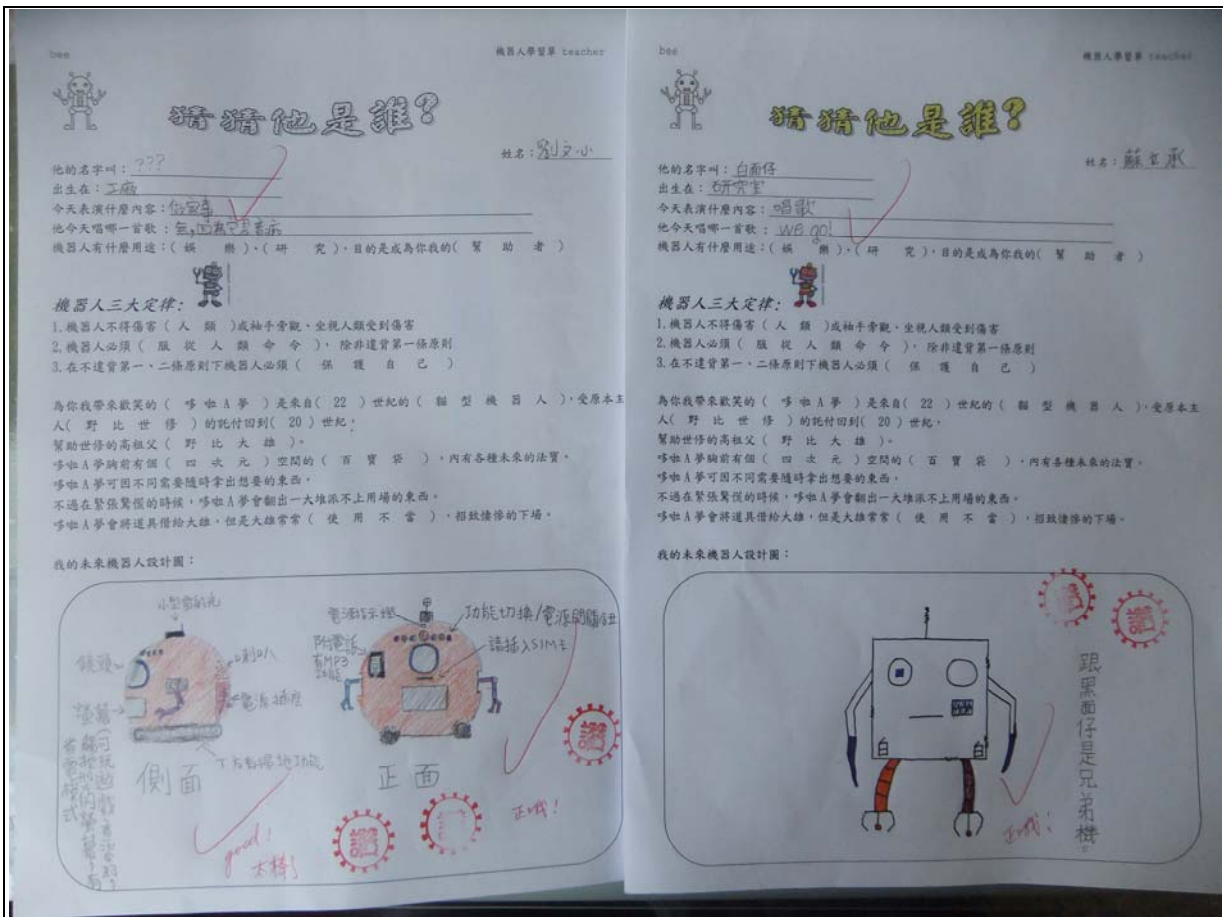 bee
機器人學習單 teacher
猜猜他是誰?
姓名:劉文小
他的名字叫:???
出生在:工廠
今天表演什麼內容:做家事
他今天唱哪一首歌:無,因為它是音痴
機器人有什麼用途:(娛 樂)、(研 究),目的是成為你我的(幫 助 者)
機器人三大定律:
1.機器人不得傷害(人 類)或袖手旁觀、坐視人類受到傷害
2.機器人必須(服 從 人 類 命 令),除非違背第一條原則
3.在不違背第一、二條原則下機器人必須(保 護 自 己)
為你我帶來歡笑的(哆 啦 A 夢)是來自(22)世紀的(貓 型 機 器 人),受原本主
人(野 比 世 修)的託付回到(20)世紀,
幫助世修的高祖父(野 比 大 雄)。
哆啦A夢胸前有個(四 次 元)空間的(百 寶 袋),內有各種未來的法寶。
哆啦A夢可因不同需要隨時拿出想要的東西,
不過在緊張驚慌的時候,哆啦A夢會翻出一大堆派不上用場的東西。
哆啦A夢會將道具借給大雄,但是大雄常常(使 用 不 當),招致悽慘的下場。
我的未來機器人設計圖:
鏡頭
喇叭
電源插座
側面
電源指示燈
功能切換/電源開關鈕
附電話
有MP3
功能
請插入SIM卡
正面
讚
讚
good!
太棒!
正哦!
bee
機器人學習單 teacher
猜猜他是誰?
姓名:蘇立承
他的名字叫:白面仔
出生在:研究室
今天表演什麼內容:唱歌
他今天唱哪一首歌:We go!
機器人有什麼用途:(娛 樂)、(研 究),目的是成為你我的(幫 助 者)
機器人三大定律:
1.機器人不得傷害(人 類)或袖手旁觀、坐視人類受到傷害
2.機器人必須(服 從 人 類 命 令),除非違背第一條原則
3.在不違背第一、二條原則下機器人必須(保 護 自 己)
為你我帶來歡笑的(哆 啦 A 夢)是來自(22)世紀的(貓 型 機 器 人),受原本主
人(野 比 世 修)的託付回到(20)世紀,
幫助世修的高祖父(野 比 大 雄)。
哆啦A夢胸前有個(四 次 元)空間的(百 寶 袋),內有各種未來的法寶。
哆啦A夢可因不同需要隨時拿出想要的東西,
不過在緊張驚慌的時候,哆啦A夢會翻出一大堆派不上用場的東西。
哆啦A夢會將道具借給大雄,但是大雄常常(使 用 不 當),招致悽慘的下場。
我的未來機器人設計圖:
白
白
跟黑面仔是兄弟機。
讚
讚
正哦!